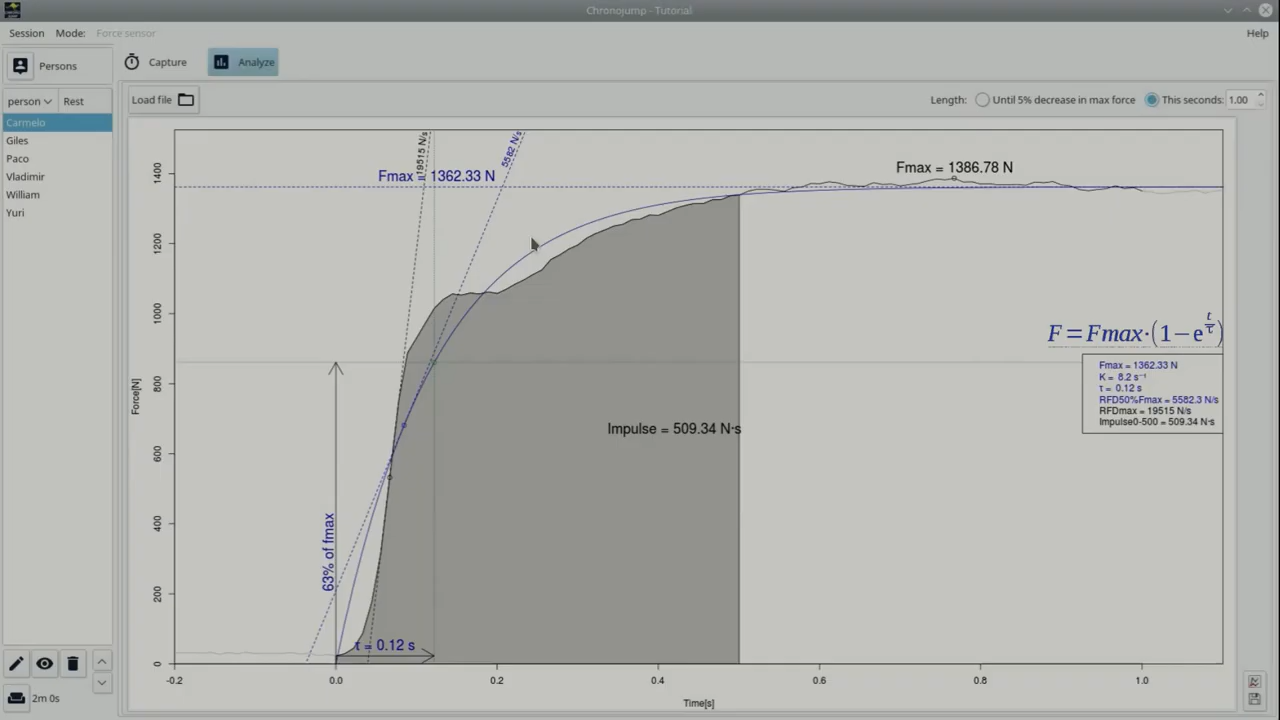 Chronojump - Tutorial
Session Mode: Force sensor Help
Persons Capture Analyze
person Rest
Load file Length: Until 5% decrease in max force This seconds: 1.00
Carmelo
Giles
Paco
Vladimir
William
Yuri
2m 0s
19515 N/s
5582 N/s
Fmax = 1362.33 N
Fmax = 1386.78 N
F = Fmax·(1−e^(t/τ))
Fmax = 1362.33 N
K = 8.2 s⁻¹
τ = 0.12 s
RFD50%Fmax = 5582.3 N/s
RFDmax = 19515 N/s
Impulse0-500 = 509.34 N·s
Impulse = 509.34 N·s
63% of fmax
τ = 0.12 s
Force[N]
1400
1200
1000
800
600
400
200
0
-0.2 0.0 0.2 0.4 0.6 0.8 1.0
Time[s]